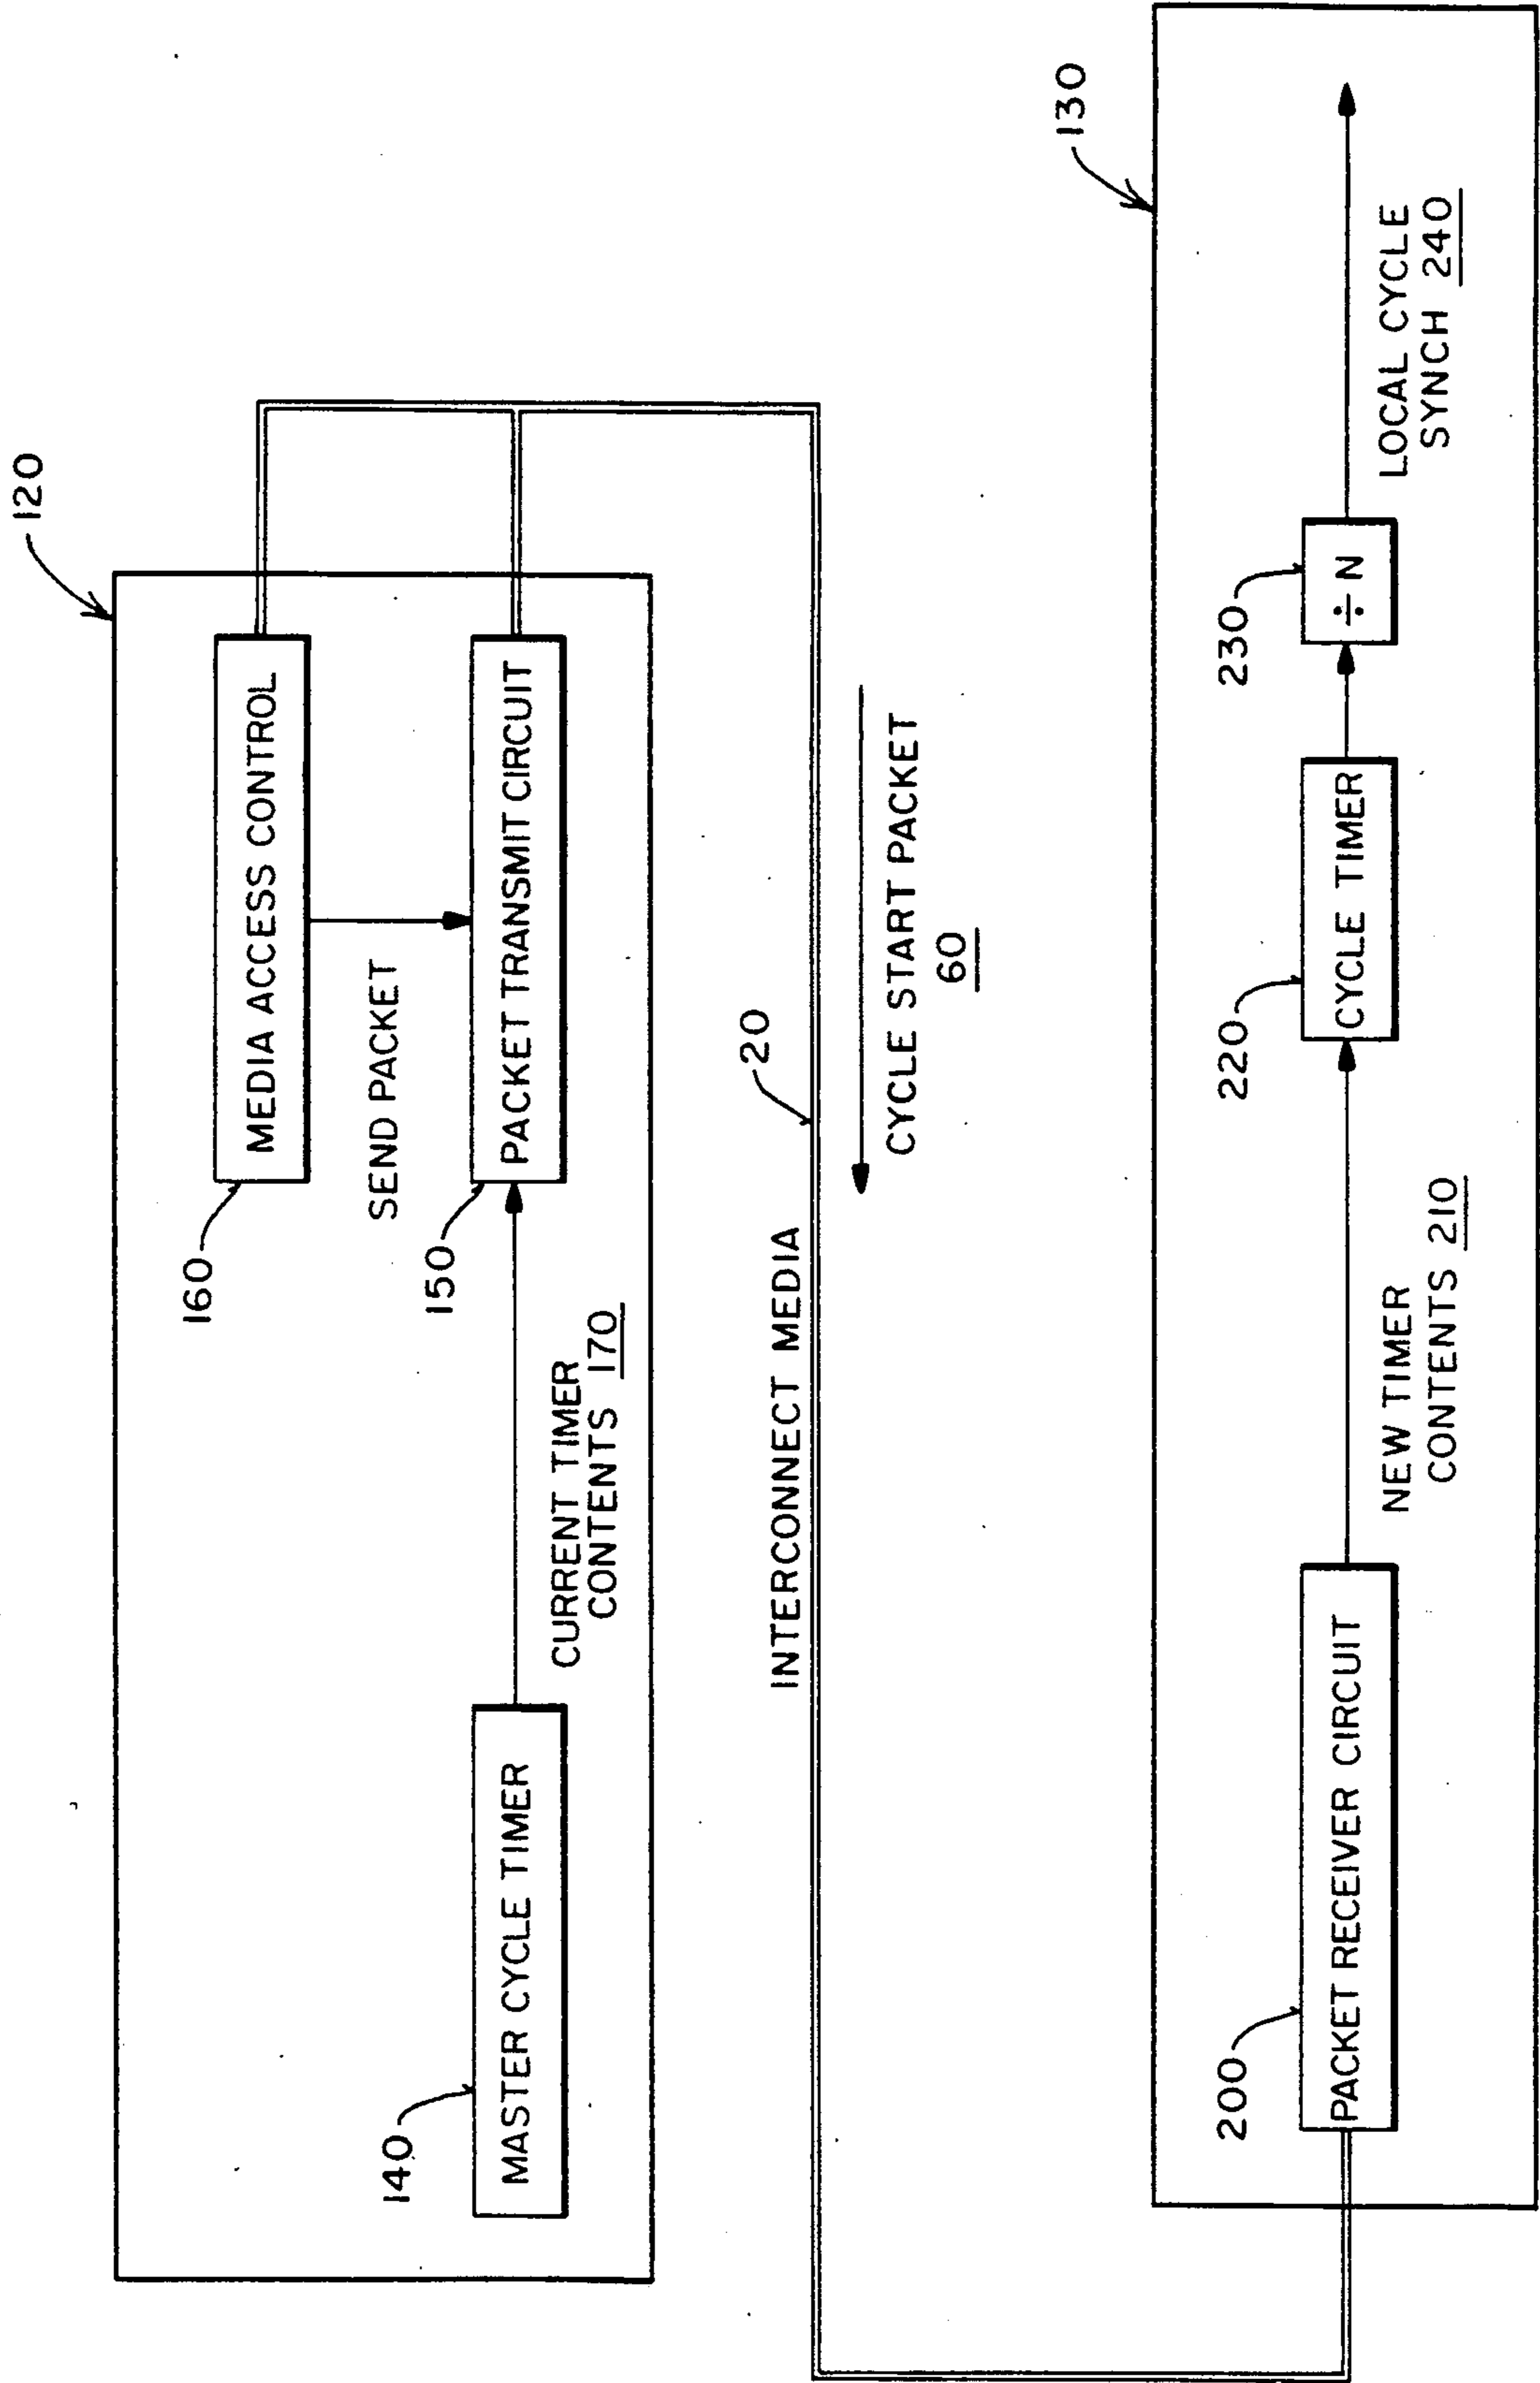 120
160
MEDIA ACCESS CONTROL
SEND PACKET
140
MASTER CYCLE TIMER
CURRENT TIMER
CONTENTS 170
150
PACKET TRANSMIT CIRCUIT
INTERCONNECT MEDIA
20
CYCLE START PACKET
60
130
200
PACKET RECEIVER CIRCUIT
NEW TIMER
CONTENTS 210
220
CYCLE TIMER
230
÷ N
LOCAL CYCLE
SYNCH 240